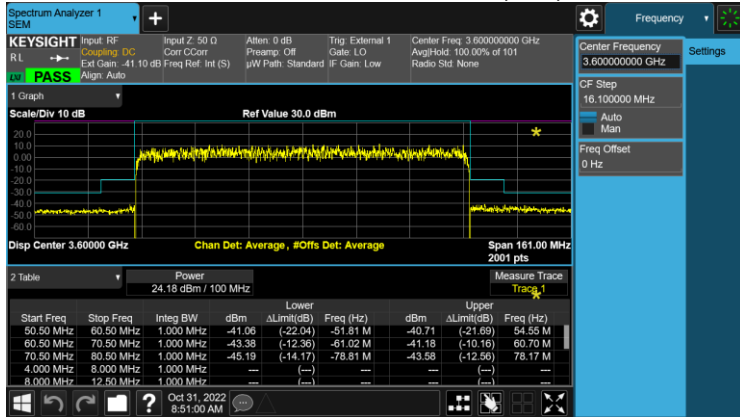 Spectrum Analyzer 1
SEM
Frequency
KEYSIGHT
Input: RF
Input Z: 50 Ω
Atten: 0 dB
Trig: External 1
Center Freq: 3.600000000 GHz
RL
Coupling: DC
Corr CCorr
Preamp: Off
Gate: LO
Avg|Hold: 100.00% of 101
Ext Gain: -41.10 dB
Freq Ref: Int (S)
µW Path: Standard
IF Gain: Low
Radio Std: None
LXI
PASS
Align: Auto
Center Frequency
3.600000000 GHz
Settings
CF Step
16.100000 MHz
Auto
Man
Freq Offset
0 Hz
1 Graph
Scale/Div 10 dB
Ref Value 30.0 dBm
20.0
10.0
0.00
-10.0
-20.0
-30.0
-40.0
-50.0
-60.0
Disp Center 3.60000 GHz
Chan Det: Average, #Offs Det: Average
Span 161.00 MHz
2001 pts
2 Table
Power
24.18 dBm / 100 MHz
Measure Trace
Trace 1
Lower Upper
Start Freq Stop Freq Integ BW dBm ΔLimit(dB) Freq (Hz) dBm ΔLimit(dB) Freq (Hz)
50.50 MHz 60.50 MHz 1.000 MHz -41.06 (-22.04) -51.81 M -40.71 (-21.69) 54.55 M
60.50 MHz 70.50 MHz 1.000 MHz -43.38 (-12.36) -61.02 M -41.18 (-10.16) 60.70 M
70.50 MHz 80.50 MHz 1.000 MHz -45.19 (-14.17) -78.81 M -43.58 (-12.56) 78.17 M
4.000 MHz 8.000 MHz 1.000 MHz --- (---) --- (---)
8.000 MHz 12.50 MHz 1.000 MHz --- (---) --- (---)
?
Oct 31, 2022
8:51:00 AM